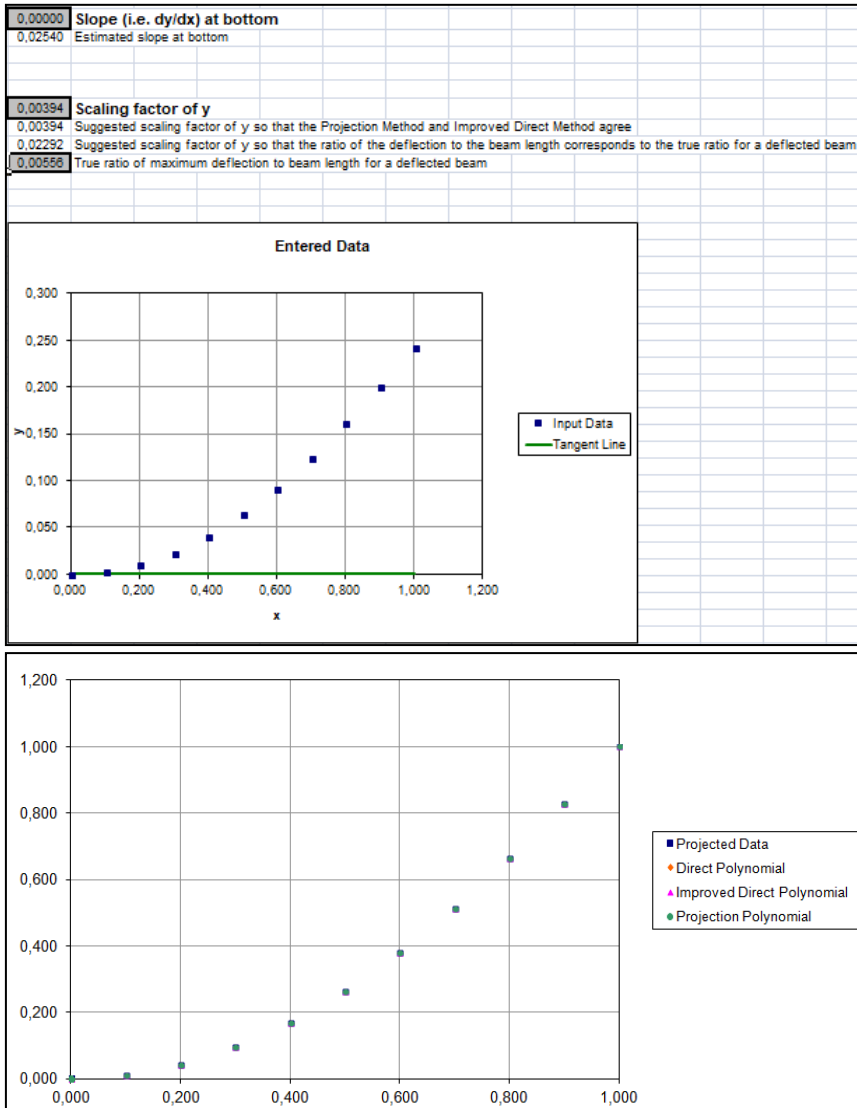 0,00000 Slope (i.e. dy/dx) at bottom
0,02540 Estimated slope at bottom
0,00394 Scaling factor of y
0,00394 Suggested scaling factor of y so that the Projection Method and Improved Direct Method agree
0,02292 Suggested scaling factor of y so that the ratio of the deflection to the beam length corresponds to the true ratio for a deflected beam
0,00556 True ratio of maximum deflection to beam length for a deflected beam
Entered Data
0,300
0,250
0,200
0,150
0,100
0,050
0,000
y
0,000 0,200 0,400 0,600 0,800 1,000 1,200
x
Input Data
Tangent Line
1,200
1,000
0,800
0,600
0,400
0,200
0,000
0,000 0,200 0,400 0,600 0,800 1,000
Projected Data
Direct Polynomial
Improved Direct Polynomial
Projection Polynomial